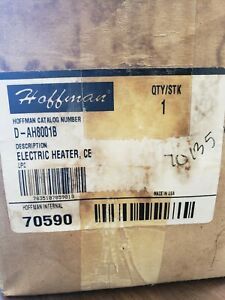 Hoffman
QTY/STK
HOFFMAN CATALOG NUMBER
1
D-AH8001B
DESCRIPTION
ELECTRIC HEATER, CE
UPC
70135
MADE IN USA
HOFFMAN INTERNAL
70590